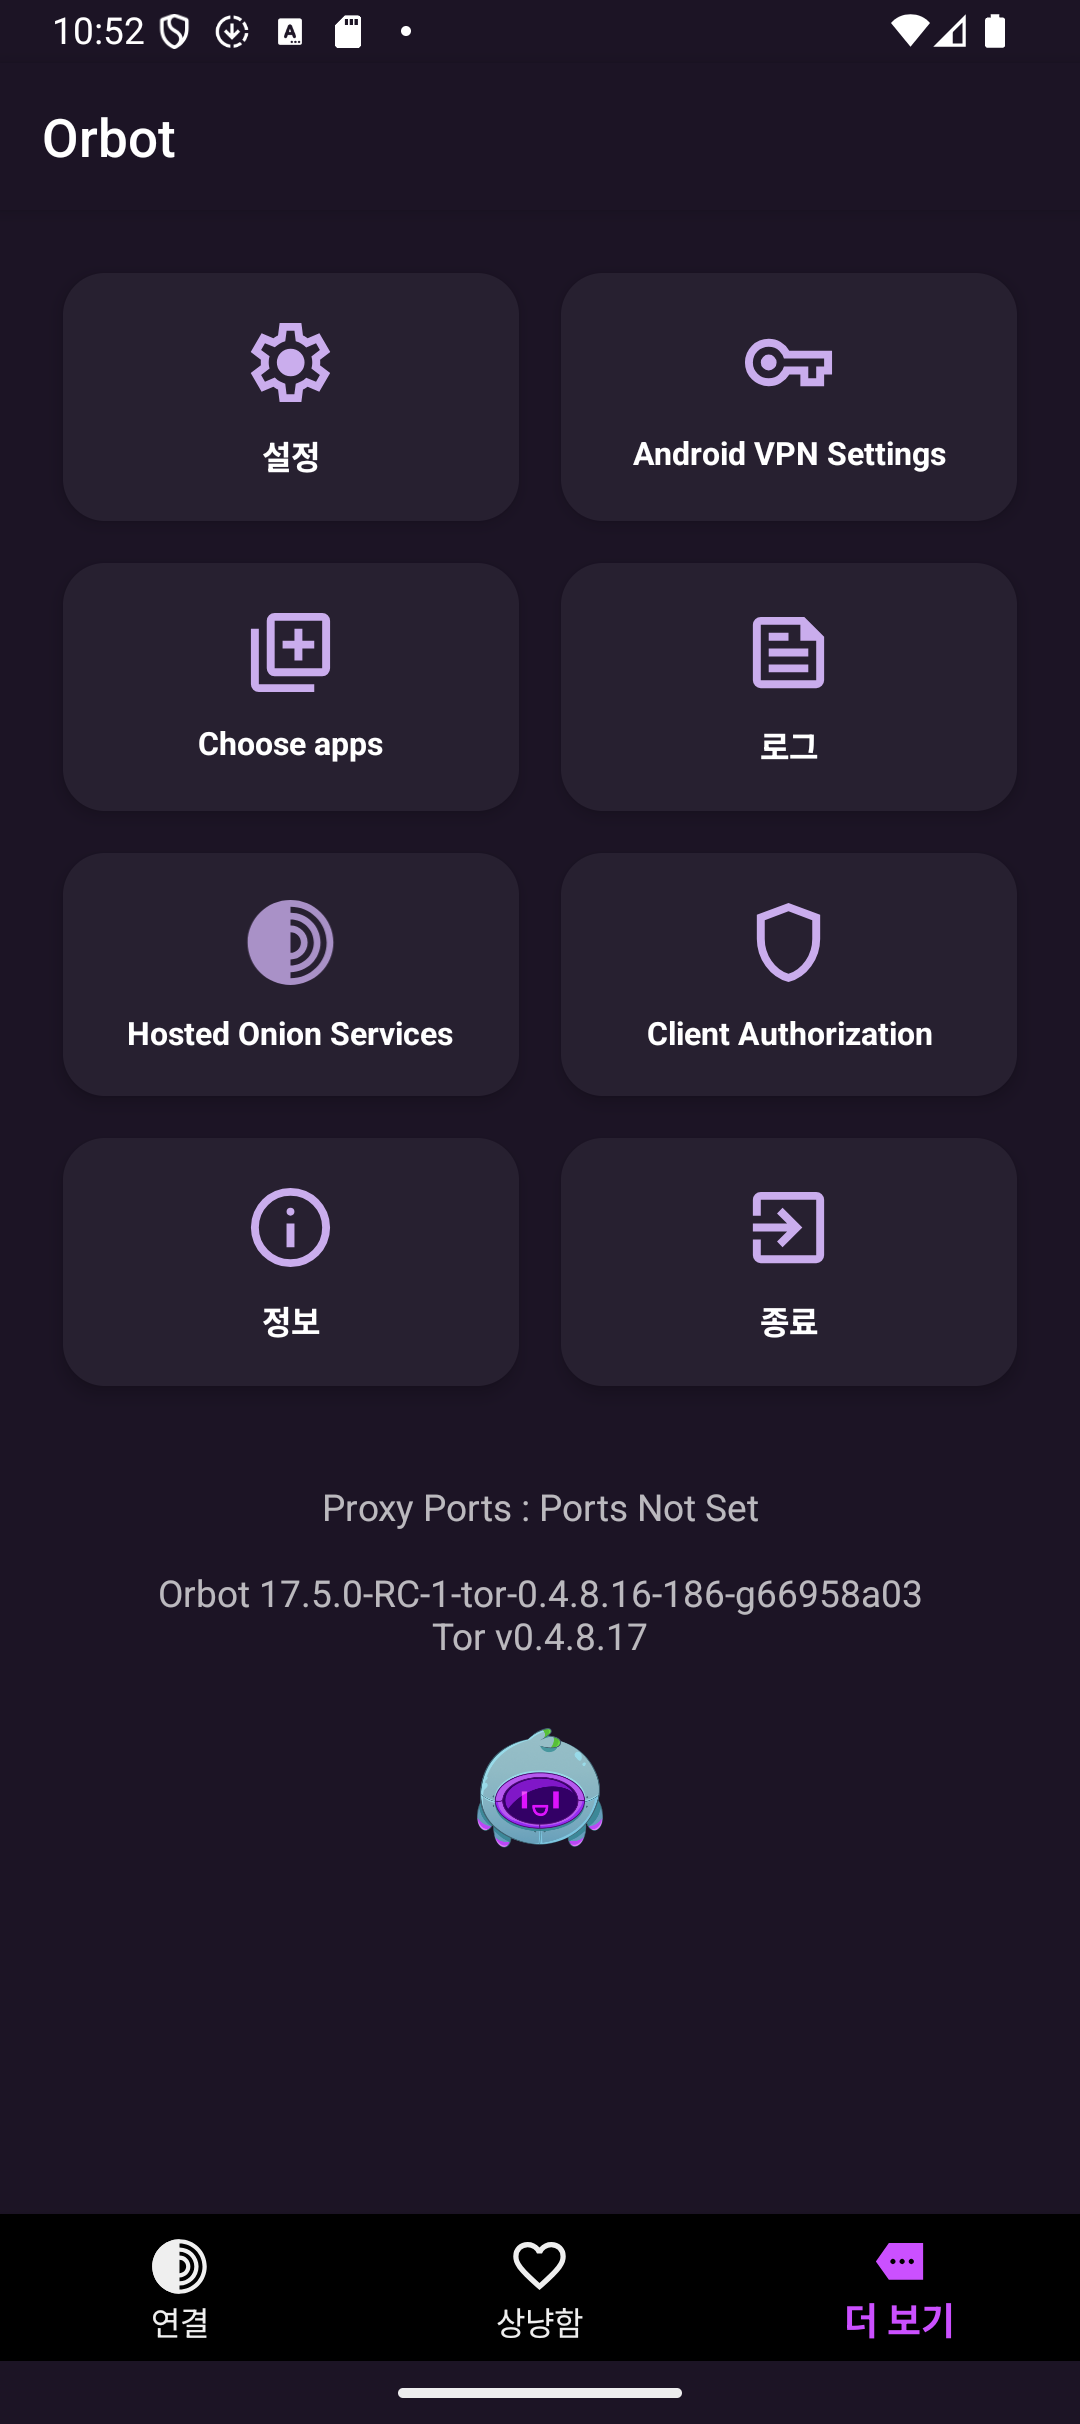 10:52
Orbot
설정
Android VPN Settings
Choose apps
로그
Hosted Onion Services
Client Authorization
정보
종료
Proxy Ports : Ports Not Set
Orbot 17.5.0-RC-1-tor-0.4.8.16-186-g66958a03
Tor v0.4.8.17
연결
상냥함
더 보기